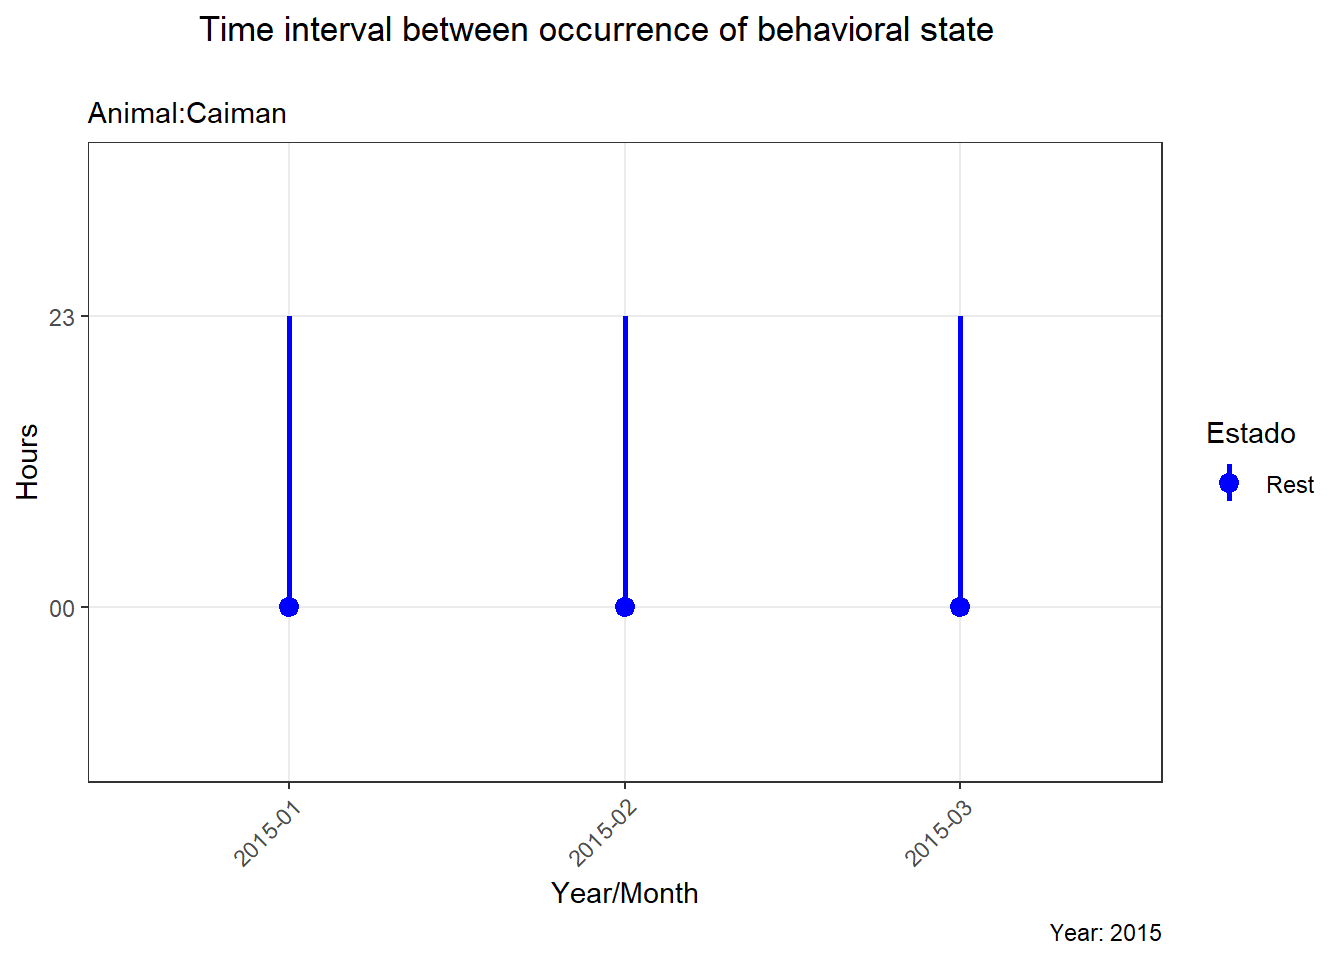 Time interval between occurrence of behavioral state
Animal:Caiman
23
00
Hours
2015-01
2015-02
2015-03
Year/Month
Year: 2015
Estado
Rest